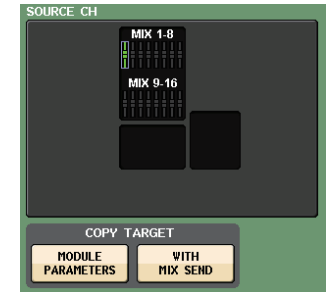 SOURCE CH
MIX 1-8
MIX 9-16
COPY TARGET
MODULE
PARAMETERS
WITH
MIX SEND